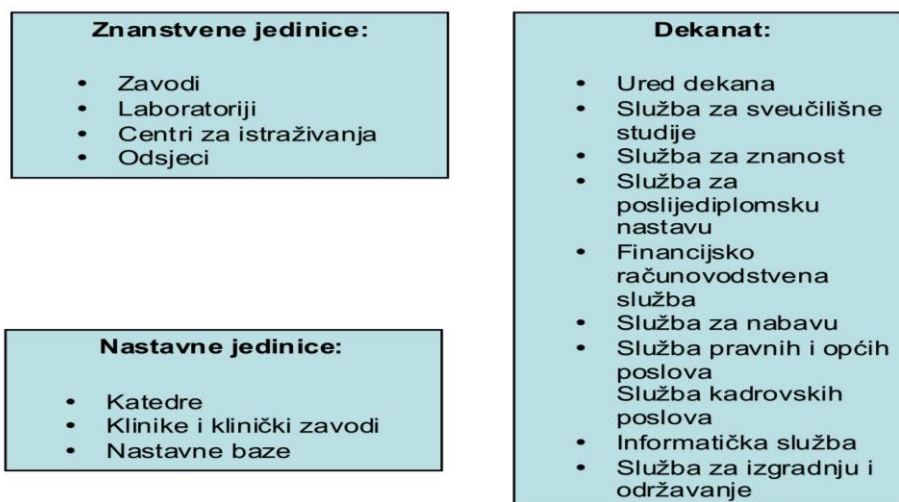 Znanstvene jedinice:
• Zavodi
• Laboratoriji
• Centri za istraživanja
• Odsjeci
Nastavne jedinice:
• Katedre
• Klinike i klinički zavodi
• Nastavne baze
Dekanat:
• Ured dekana
• Služba za sveučilišne
studije
• Služba za znanost
• Služba za
poslijediplomsku
nastavu
• Financijsko
računovodstvena
služba
• Služba za nabavu
• Služba pravnih i općih
poslova
Služba kadrovskih
poslova
• Informatička služba
• Služba za izgradnju i
održavanje